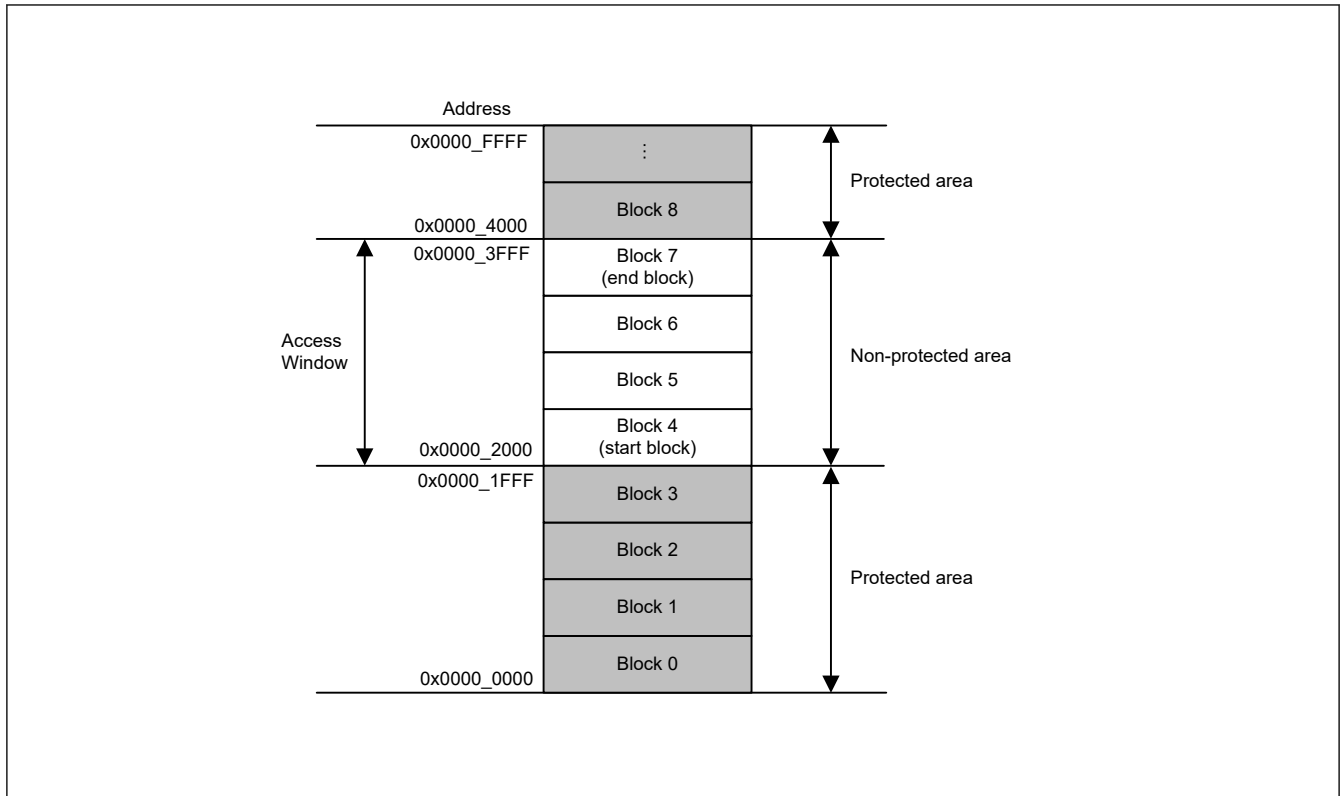 Address
0x0000_FFFF
⋮
Protected area
Block 8
0x0000_4000
0x0000_3FFF
Block 7
(end block)
Block 6
Access
Window
Non-protected area
Block 5
Block 4
(start block)
0x0000_2000
0x0000_1FFF
Block 3
Block 2
Protected area
Block 1
Block 0
0x0000_0000